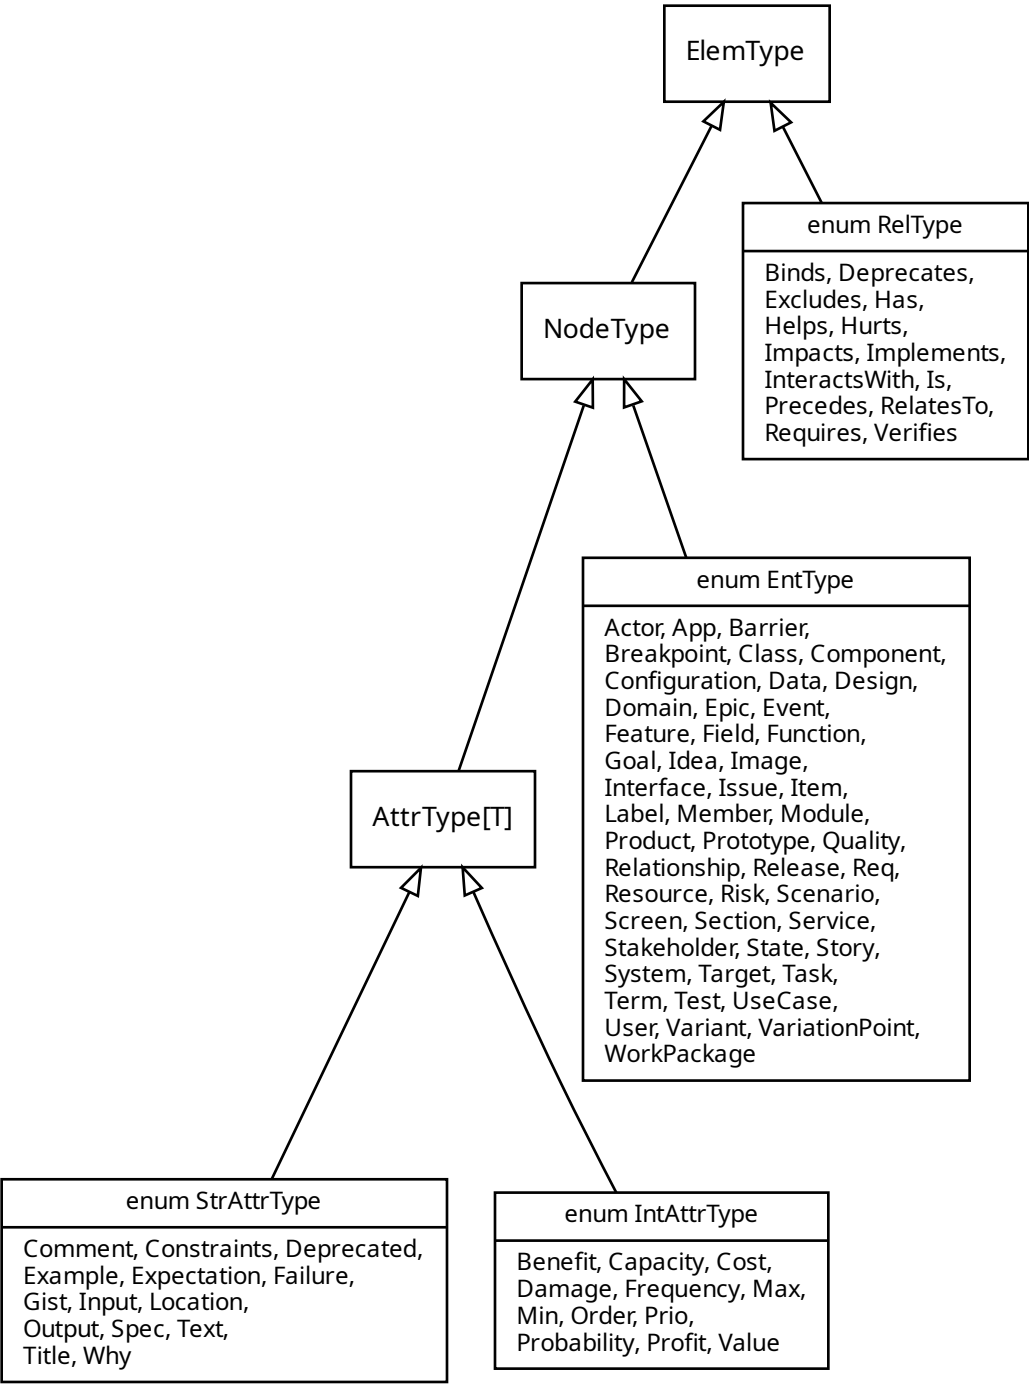 ElemType
enum RelType
Binds, Deprecates,
Excludes, Has,
Helps, Hurts,
Impacts, Implements,
InteractsWith, Is,
Precedes, RelatesTo,
Requires, Verifies
NodeType
enum EntType
Actor, App, Barrier,
Breakpoint, Class, Component,
Configuration, Data, Design,
Domain, Epic, Event,
Feature, Field, Function,
Goal, Idea, Image,
Interface, Issue, Item,
Label, Member, Module,
Product, Prototype, Quality,
Relationship, Release, Req,
Resource, Risk, Scenario,
Screen, Section, Service,
Stakeholder, State, Story,
System, Target, Task,
Term, Test, UseCase,
User, Variant, VariationPoint,
WorkPackage
AttrType[T]
enum StrAttrType
Comment, Constraints, Deprecated,
Example, Expectation, Failure,
Gist, Input, Location,
Output, Spec, Text,
Title, Why
enum IntAttrType
Benefit, Capacity, Cost,
Damage, Frequency, Max,
Min, Order, Prio,
Probability, Profit, Value